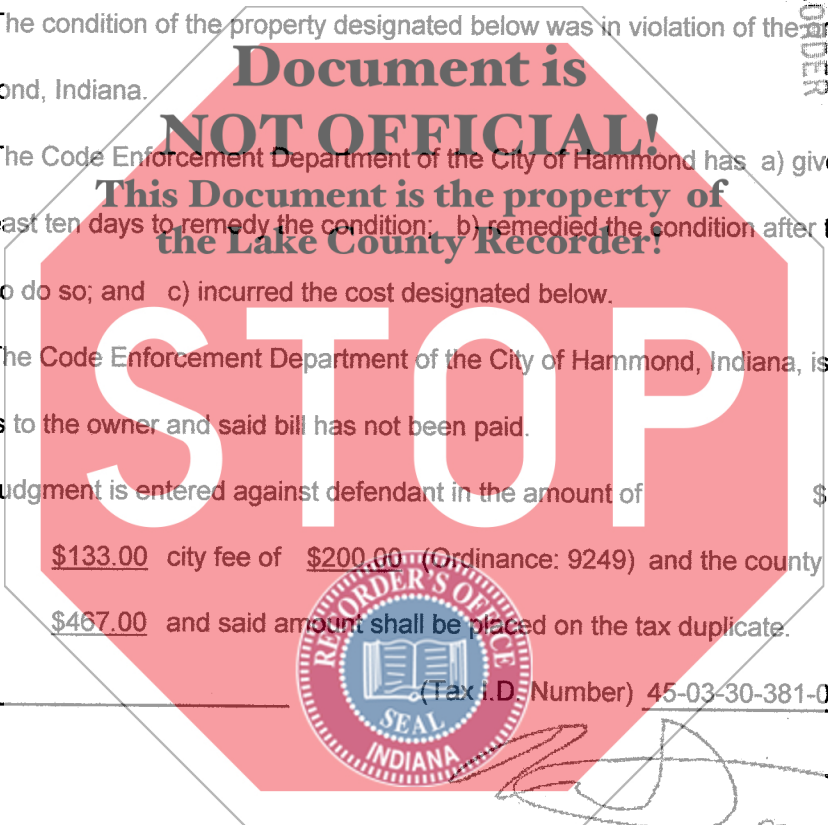 The condition of the property designated below was in violation of the or
ORDER
Document is
ond, Indiana.
NOT OFFICIAL!
The Code Enforcement Department of the City of Hammond has a) give
This Document is the property of
east ten days to remedy the condition; b) remedied the condition after t
the Lake County Recorder!
o do so; and c) incurred the cost designated below.
The Code Enforcement Department of the City of Hammond, Indiana, is
STOP
s to the owner and said bill has not been paid.
udgment is entered against defendant in the amount of $
$133.00 city fee of $200.00 (Ordinance: 9249) and the county
$467.00 and said amount shall be placed on the tax duplicate.
RECORDER'S OFFICE
(Tax I.D. Number) 45-03-30-381-0
SEAL
INDIANA